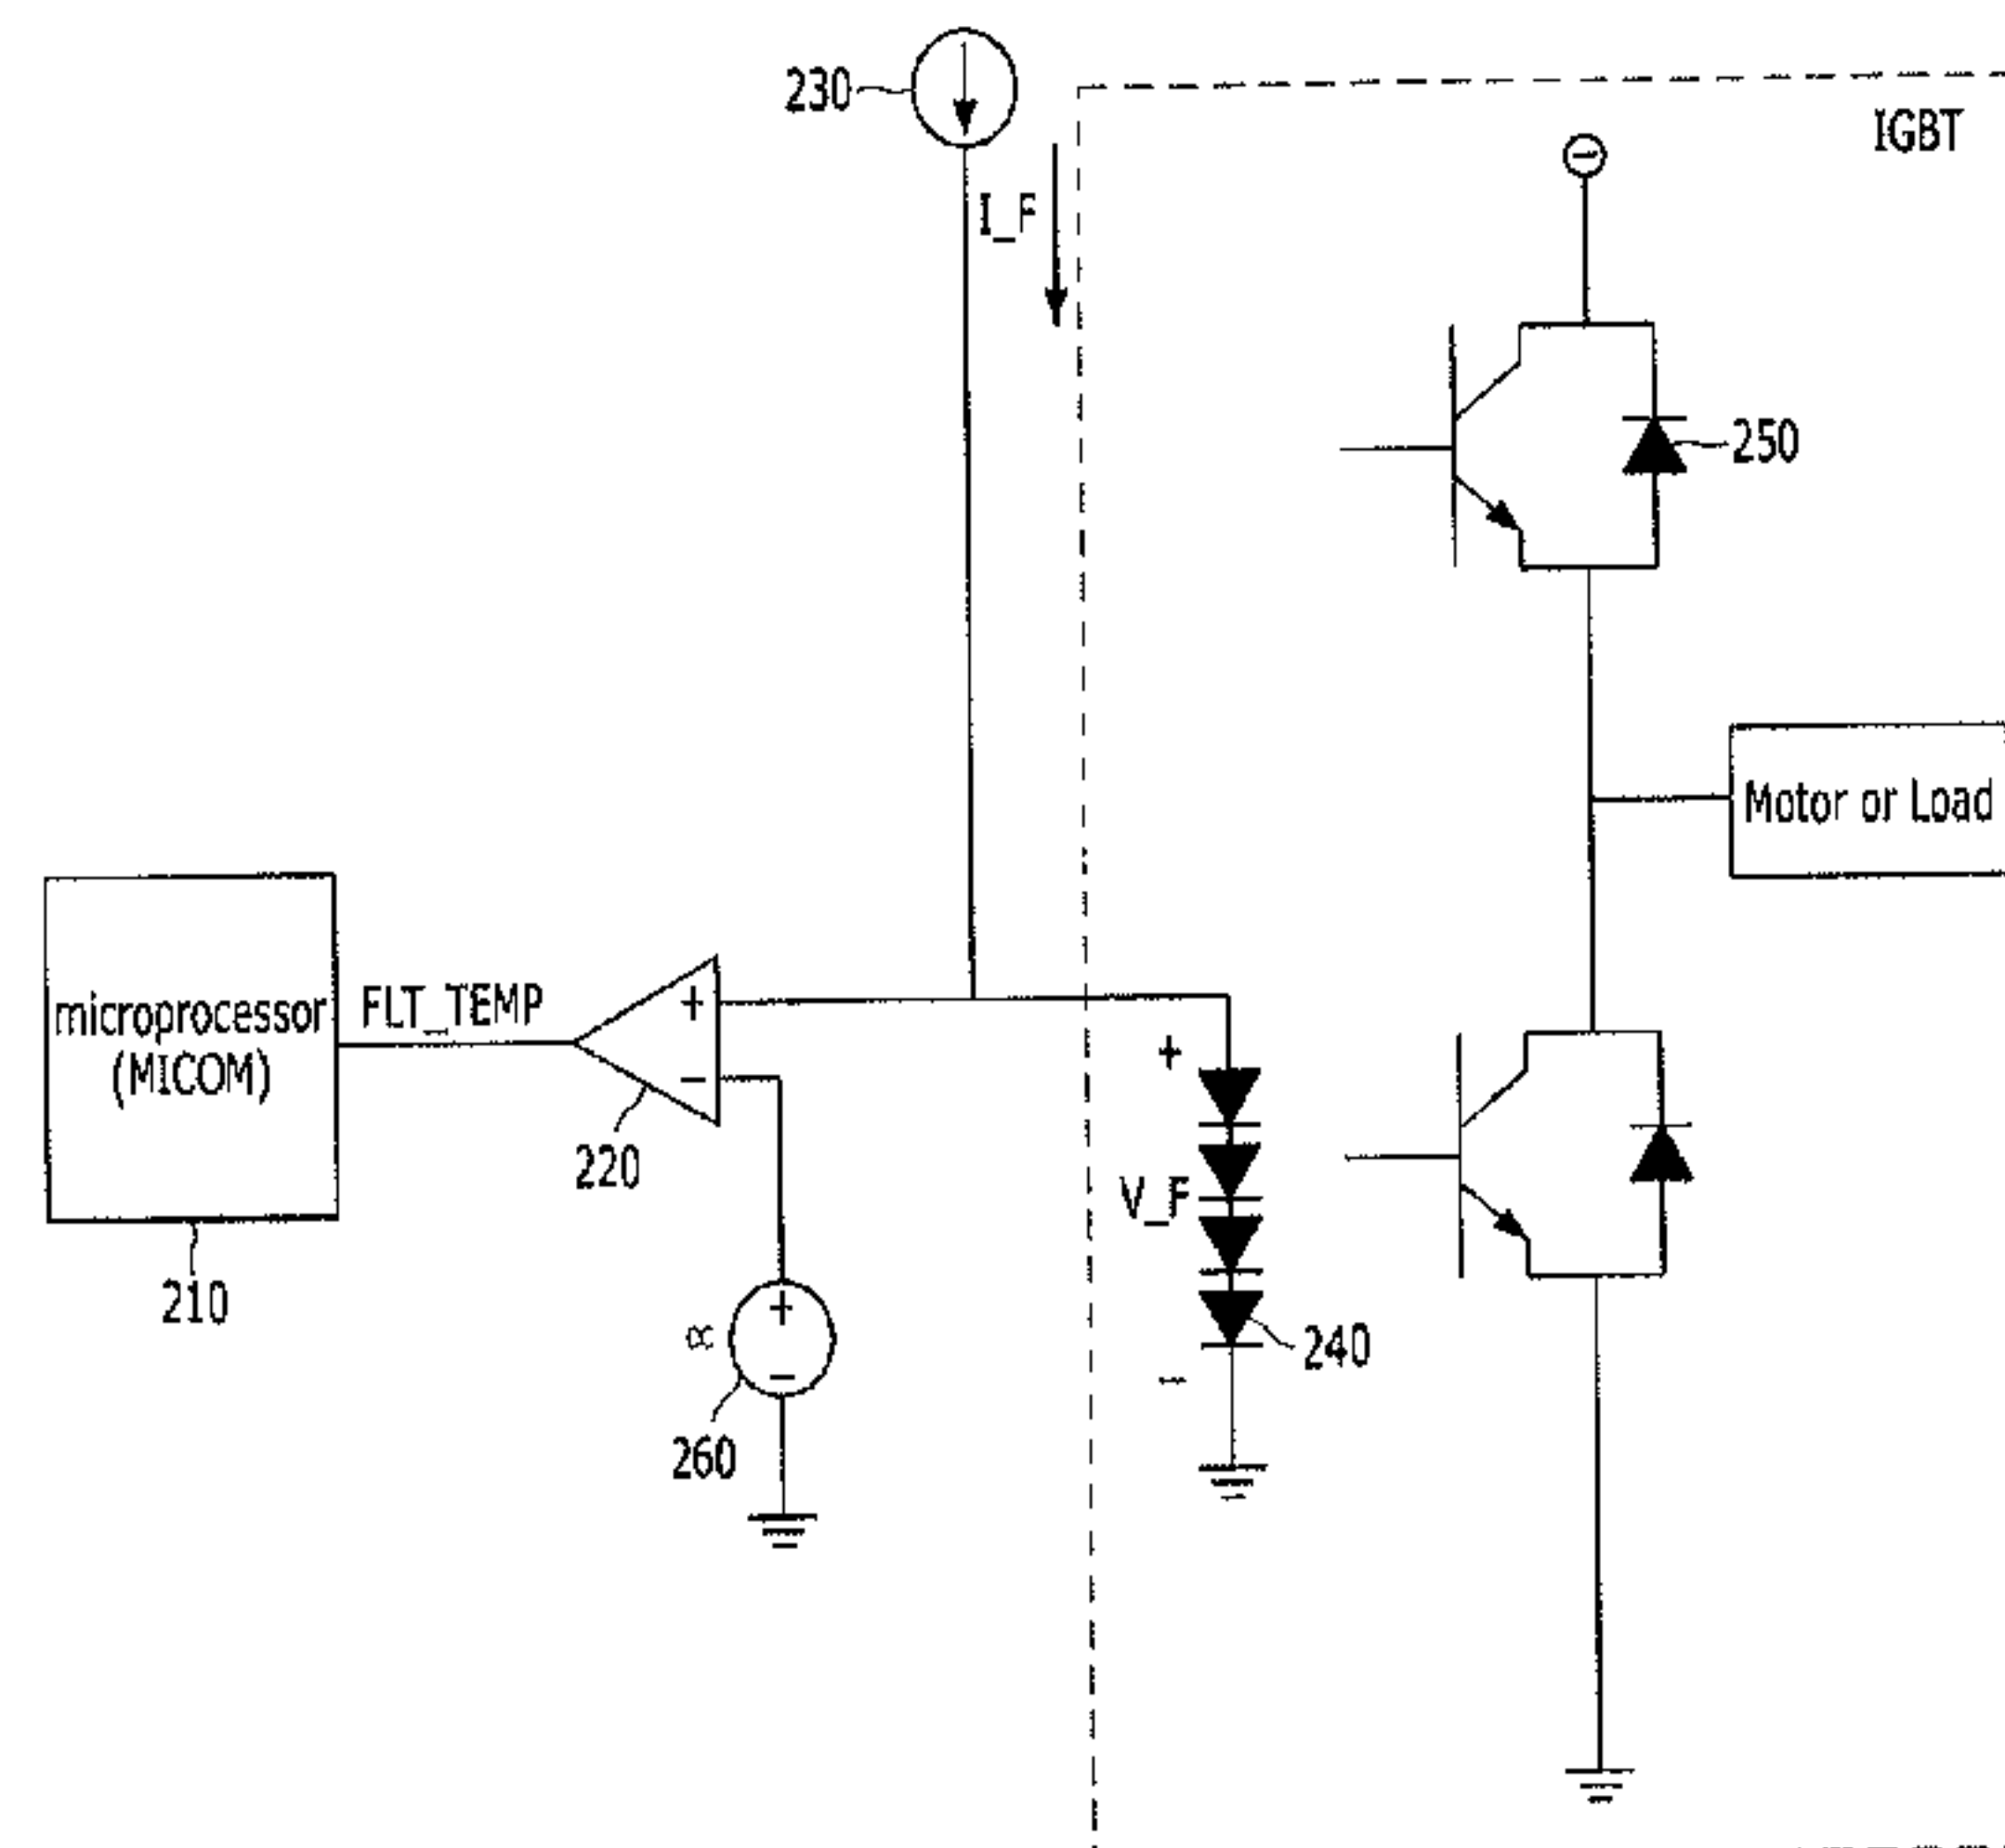 230
I_F
IGBT
−
250
Motor or Load
microprocessor
(MICOM)
FLT_TEMP
+
−
220
210
+
V_F
−
240
∝
+
−
260